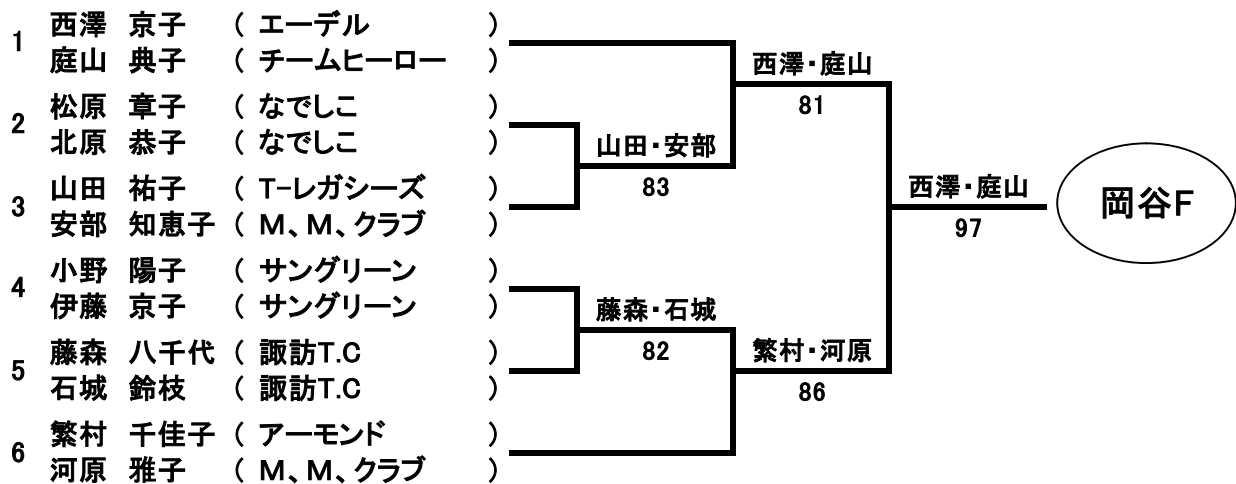 1 西澤 京子 ( エーデル )
庭山 典子 ( チームヒーロー )
2 松原 章子 ( なでしこ )
北原 恭子 ( なでしこ )
3 山田 祐子 ( T-レガシーズ )
安部 知恵子 ( M、M、クラブ )
4 小野 陽子 ( サングリーン )
伊藤 京子 ( サングリーン )
5 藤森 八千代 ( 諏訪T.C )
石城 鈴枝 ( 諏訪T.C )
6 繁村 千佳子 ( アーモンド )
河原 雅子 ( M、M、クラブ )
山田・安部
83
藤森・石城
82
西澤・庭山
81
繁村・河原
86
西澤・庭山
97
岡谷F